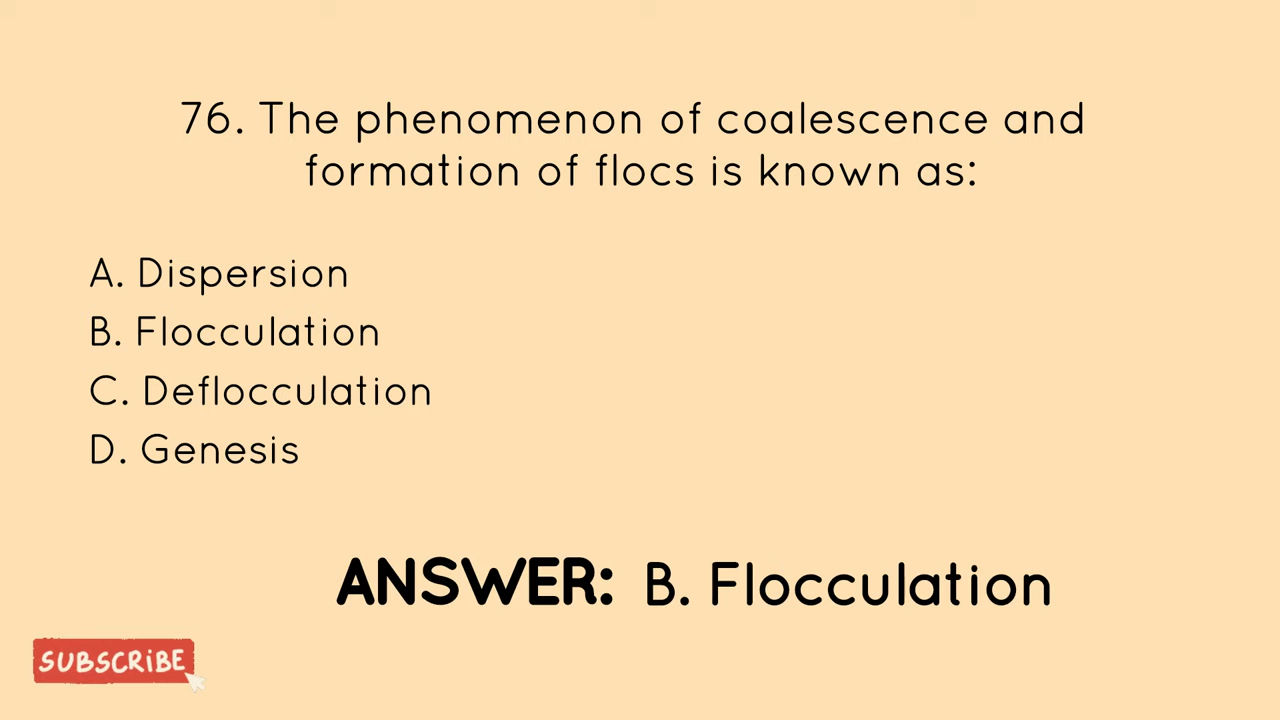 76. The phenomenon of coalescence and
formation of flocs is known as:
A. Dispersion
B. Flocculation
C. Deflocculation
D. Genesis
ANSWER: B. Flocculation
SUBSCRiBE